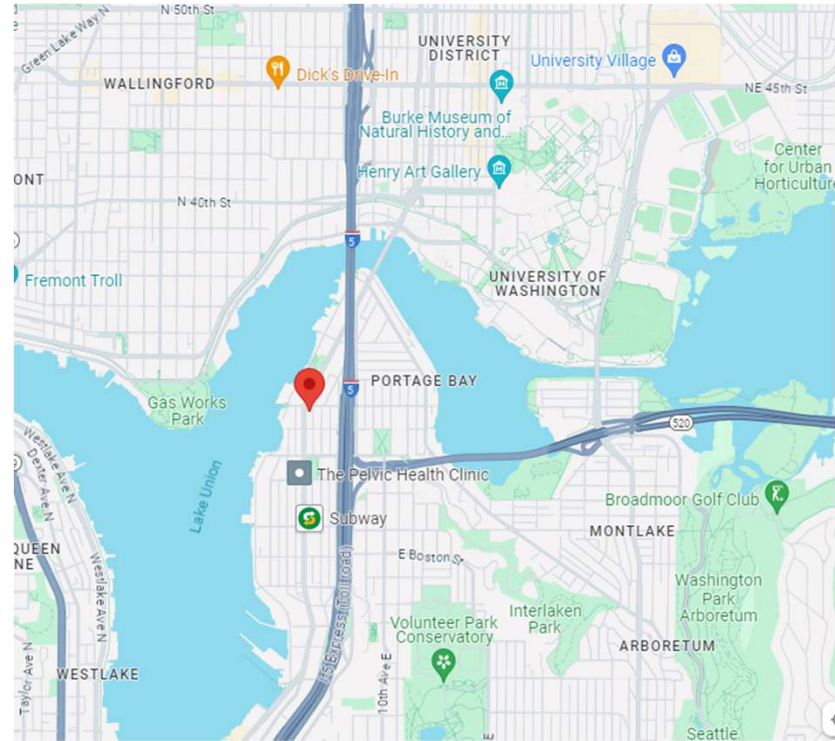 N 50th St
Green Lake Way N
UNIVERSITY
DISTRICT
University Village
WALLINGFORD
Dick's Drive-In
NE 45th St
Burke Museum of
Natural History and...
Center
for Urban
Horticulture
Henry Art Gallery
ONT
N 40th St
5
Fremont Troll
UNIVERSITY OF
WASHINGTON
PORTAGE BAY
5
Gas Works
Park
520
Westlake Ave N
Dexter Ave N
Lake Union
The Pelvic Health Clinic
Broadmoor Golf Club
Subway
MONTLAKE
QUEEN
NE
E Boston St
Westlake Ave N
I-5 Express (Toll road)
Washington
Park
Arboretum
Interlaken
Park
Volunteer Park
Conservatory
ARBORETUM
WESTLAKE
Taylor Ave N
10th Ave E
Seattle